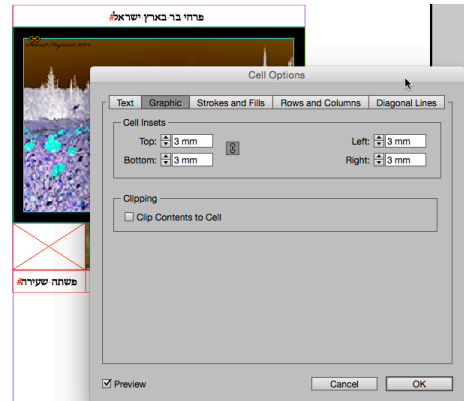 פרחי בר בארץ ישראל#
Cell Options
Text Graphic Strokes and Fills Rows and Columns Diagonal Lines
Cell Insets
Top: 3 mm Left: 3 mm
Bottom: 3 mm Right: 3 mm
Clipping
Clip Contents to Cell
פשתה שעירה#
Preview Cancel OK